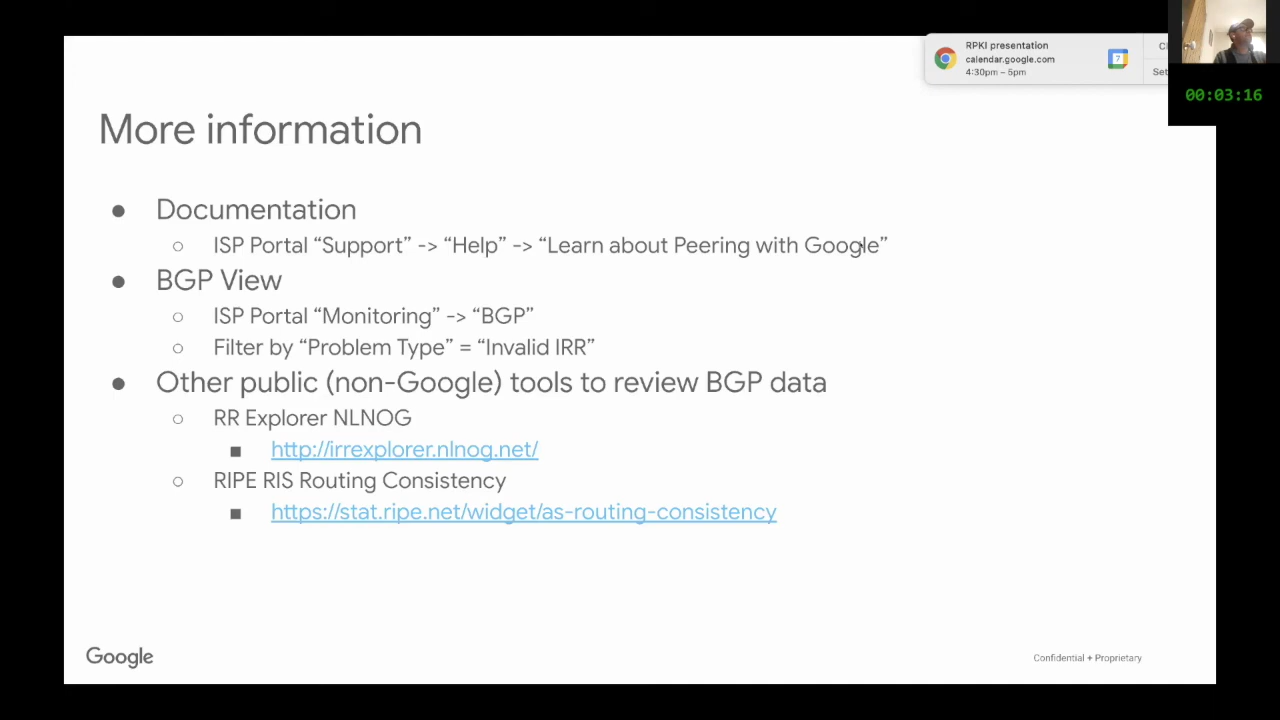 RPKI presentation
calendar.google.com
4:30pm – 5pm
7
Set
00:03:16
More information
● Documentation
○ ISP Portal “Support” -> “Help” -> “Learn about Peering with Google”
● BGP View
○ ISP Portal “Monitoring” -> “BGP”
○ Filter by “Problem Type” = “Invalid IRR”
● Other public (non-Google) tools to review BGP data
○ RR Explorer NLNOG
■ http://irrexplorer.nlnog.net/
○ RIPE RIS Routing Consistency
■ https://stat.ripe.net/widget/as-routing-consistency
Google
Confidential + Proprietary